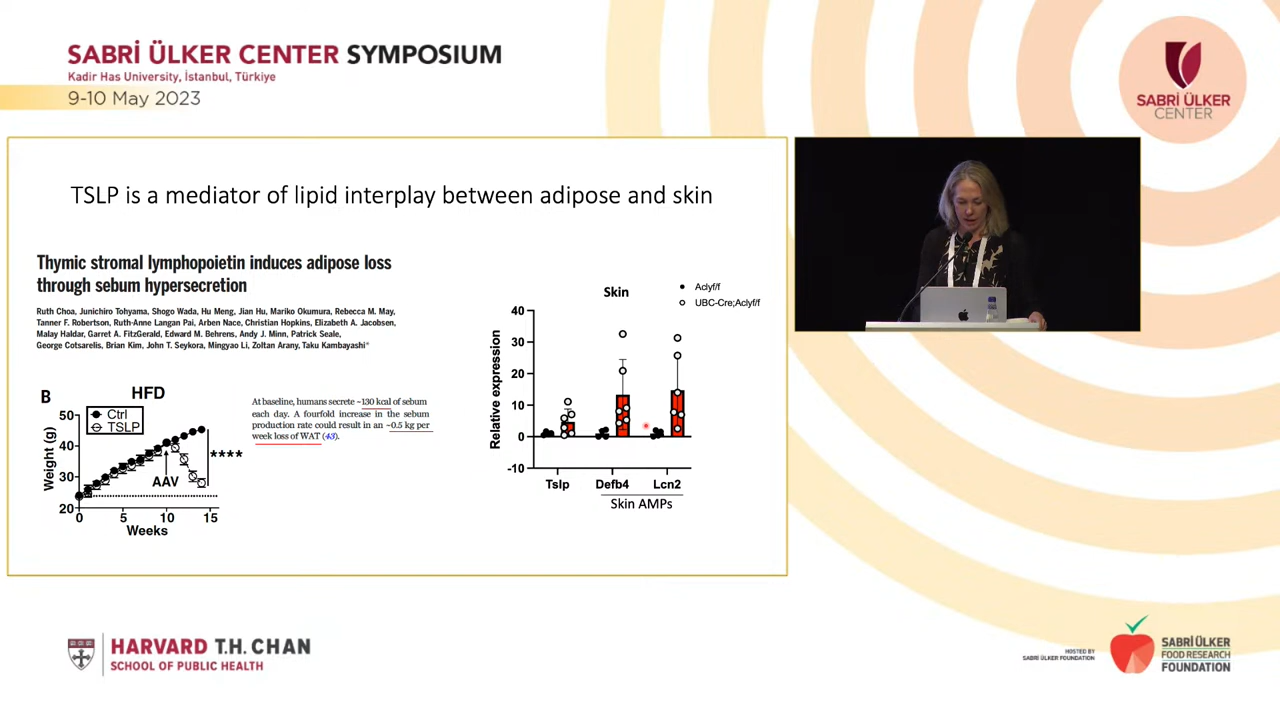 SABRİ ÜLKER CENTER SYMPOSIUM
Kadir Has University, İstanbul, Türkiye
9-10 May 2023
SABRİ ÜLKER
CENTER
TSLP is a mediator of lipid interplay between adipose and skin
Thymic stromal lymphopoietin induces adipose loss
through sebum hypersecretion
Ruth Choa, Junichiro Tohyama, Shogo Wada, Hu Meng, Jian Hu, Mariko Okumura, Rebecca M. May,
Tanner F. Robertson, Ruth-Anne Langan Pai, Arben Nace, Christian Hopkins, Elizabeth A. Jacobsen,
Malay Haldar, Garret A. FitzGerald, Edward M. Behrens, Andy J. Minn, Patrick Seale,
George Cotsarelis, Brian Kim, John T. Seykora, Mingyao Li, Zoltan Arany, Taku Kambayashi*
B
HFD
Ctrl
TSLP
Weight (g)
50
40
30
20
AAV
****
0
5
10
15
Weeks
At baseline, humans secrete ~130 kcal of sebum
each day. A fourfold increase in the sebum
production rate could result in an ~0.5 kg per
week loss of WAT (43).
Skin
Aclyf/f
UBC-Cre;Aclyf/f
Relative expression
40
30
20
10
0
-10
Tslp
Defb4
Lcn2
Skin AMPs
HARVARD T.H. CHAN
SCHOOL OF PUBLIC HEALTH
HOSTED BY
SABRİ ÜLKER FOUNDATION
SABRİ ÜLKER
FOOD RESEARCH
FOUNDATION